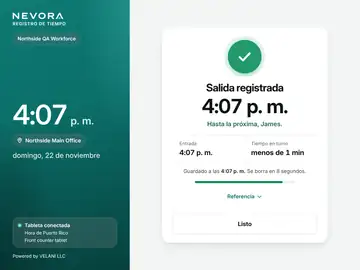 NEVORA
REGISTRO DE TIEMPO
Northside QA Workforce
4:07 p. m.
Northside Main Office
domingo, 22 de noviembre
Tableta conectada
Hora de Puerto Rico
Front counter tablet
Powered by VELANI LLC
Salida registrada
4:07 p. m.
Hasta la próxima, James.
Entrada
4:07 p. m.
Tiempo en turno
menos de 1 min
Guardado a las 4:07 p. m. Se borra en 8 segundos.
Referencia
Listo